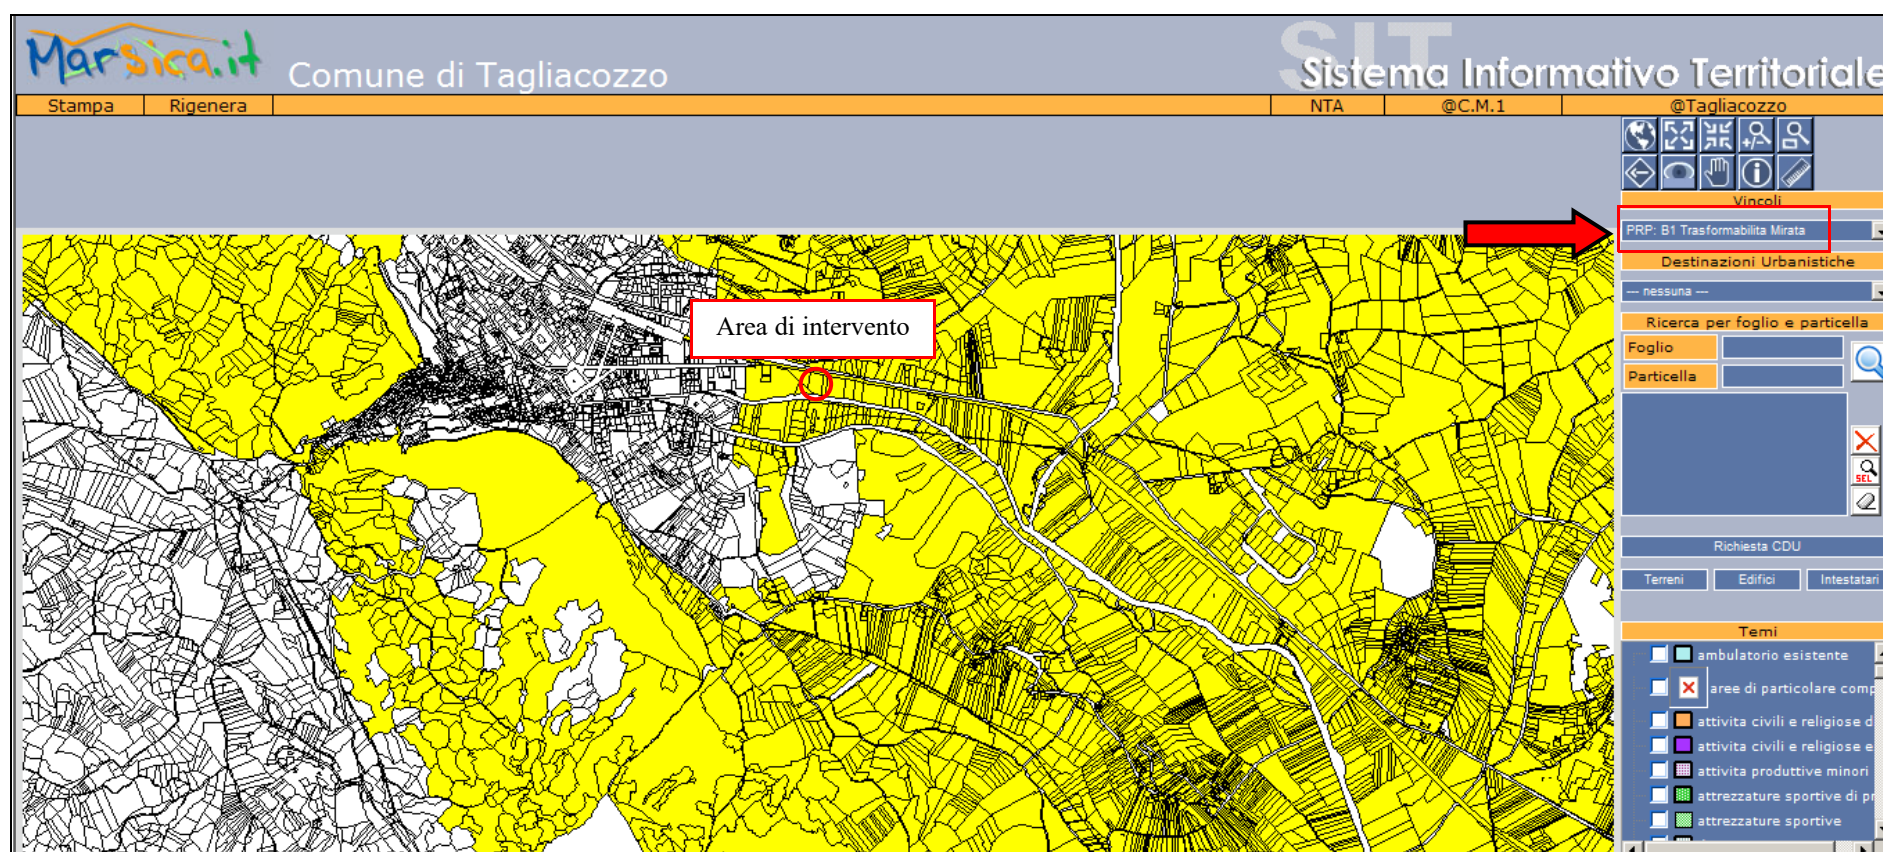 Marsica.it
Comune di Tagliacozzo
SIT
Sistema Informativo Territoriale
Stampa
Rigenera
NTA
@C.M.1
@Tagliacozzo
Vincoli
PRP: B1 Trasformabilita Mirata
Destinazioni Urbanistiche
--- nessuna ---
Area di intervento
Ricerca per foglio e particella
Foglio
Particella
SEL
Richiesta CDU
Terreni
Edifici
Intestatari
Temi
ambulatorio esistente
aree di particolare comp
attivita civili e religiose d
attivita civili e religiose e
attivita produttive minori
attrezzature sportive di pr
attrezzature sportive